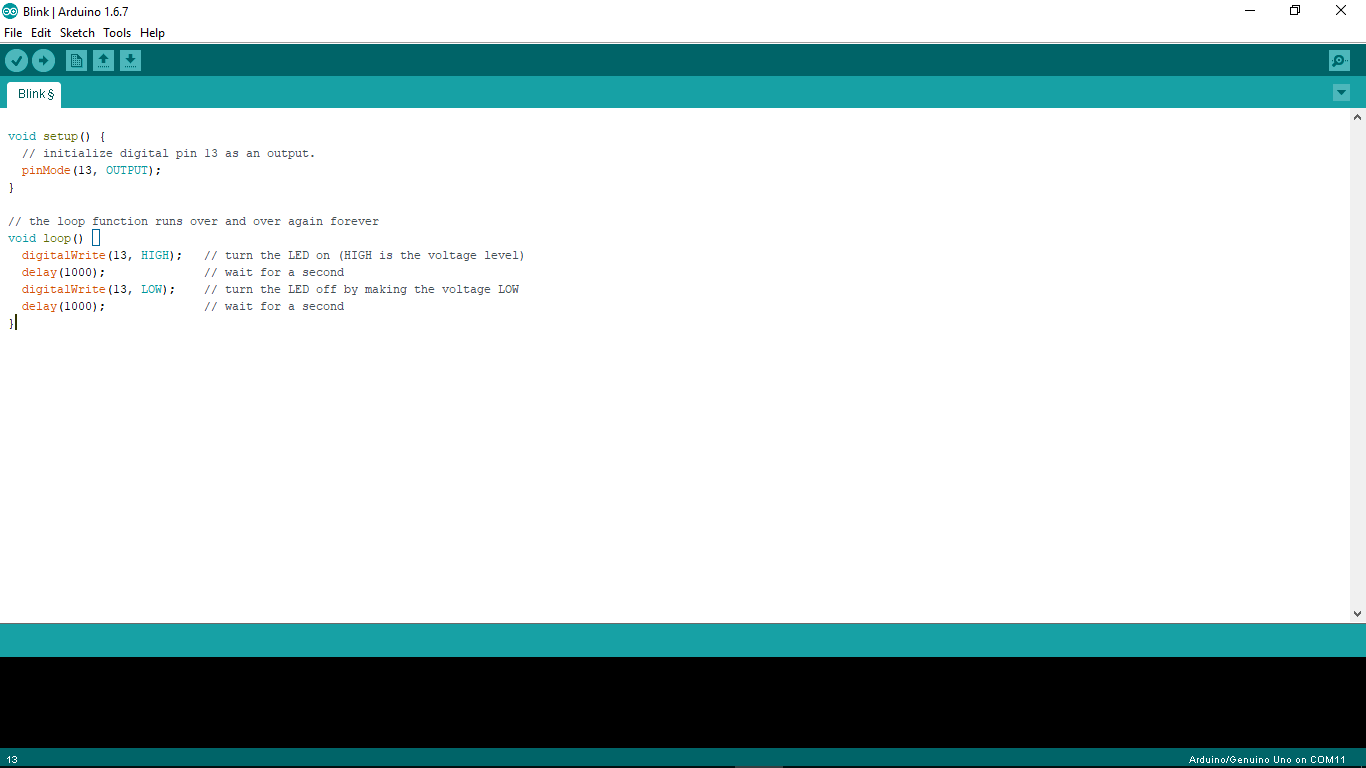 Blink | Arduino 1.6.7
File Edit Sketch Tools Help
Blink §
void setup() {
  // initialize digital pin 13 as an output.
  pinMode(13, OUTPUT);
}
// the loop function runs over and over again forever
void loop() {
  digitalWrite(13, HIGH);   // turn the LED on (HIGH is the voltage level)
  delay(1000);              // wait for a second
  digitalWrite(13, LOW);    // turn the LED off by making the voltage LOW
  delay(1000);              // wait for a second
}
13
Arduino/Genuino Uno on COM11